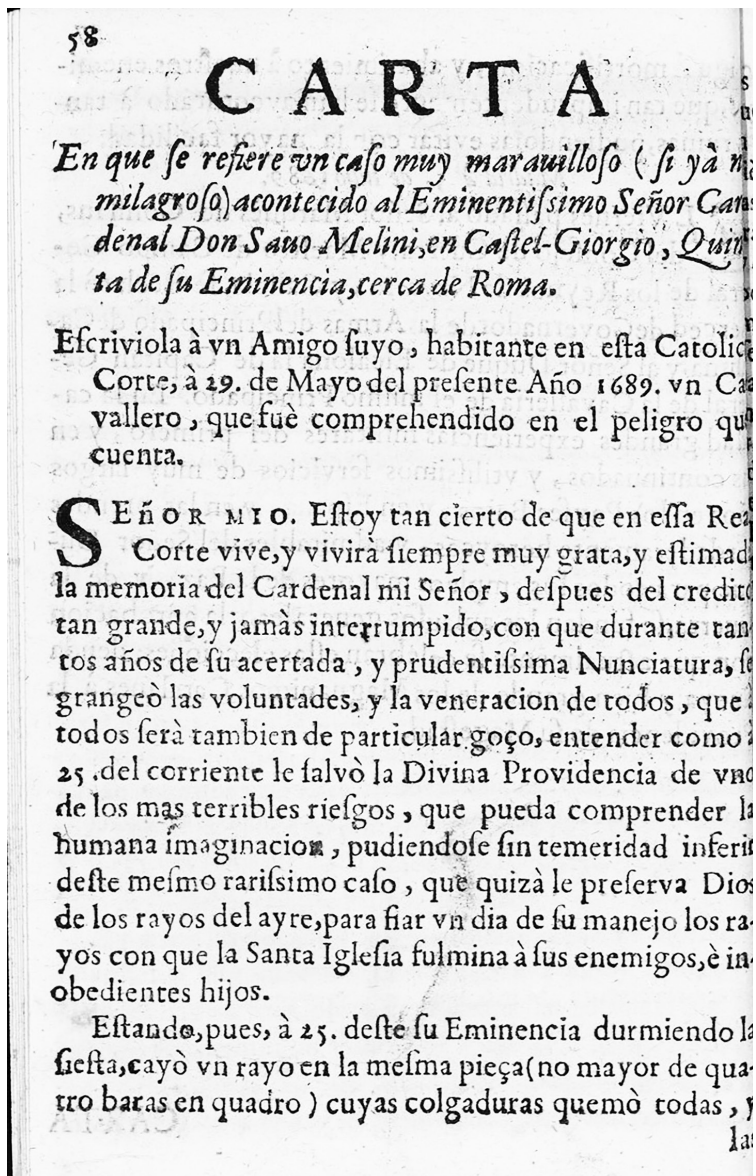 58
CARTA
En que ſe refiere vn caſo muy marauilloſo (ſi yà no
milagroſo) acontecido al Eminentiſsimo Señor Car-
denal Don Sauo Melini, en Caſtel-Giorgio, Quin-
ta de ſu Eminencia, cerca de Roma.
Eſcriviola à vn Amigo ſuyo, habitante en eſta Catolica
Corte, à 29. de Mayo del preſente Año 1689. vn Ca-
vallero, que fuè comprehendido en el peligro que
cuenta.
SEñOR MIO. Eſtoy tan cierto de que en eſſa Real
Corte vive, y vivirà ſiempre muy grata, y eſtimada
la memoria del Cardenal mi Señor, deſpues del credito
tan grande, y jamàs interrumpido, con que durante tan-
tos años de ſu acertada, y prudentiſsima Nunciatura, ſe
grangeò las voluntades, y la veneracion de todos, que à
todos ſerà tambien de particular goço, entender como à
25. del corriente le ſalvò la Divina Providencia de vno
de los mas terribles rieſgos, que pueda comprender la
humana imaginacion, pudiendoſe ſin temeridad inferir
deſte meſmo rariſsimo caſo, que quizà le preſerva Dios
de los rayos del ayre, para fiar vn dia de ſu manejo los ra-
yos con que la Santa Igleſia fulmina à ſus enemigos, è in-
obedientes hijos.
Eſtando, pues, à 25. deſte ſu Eminencia durmiendo la
ſieſta, cayò vn rayo en la meſma pieça (no mayor de qua-
tro baras en quadro) cuyas colgaduras quemò todas, y
las